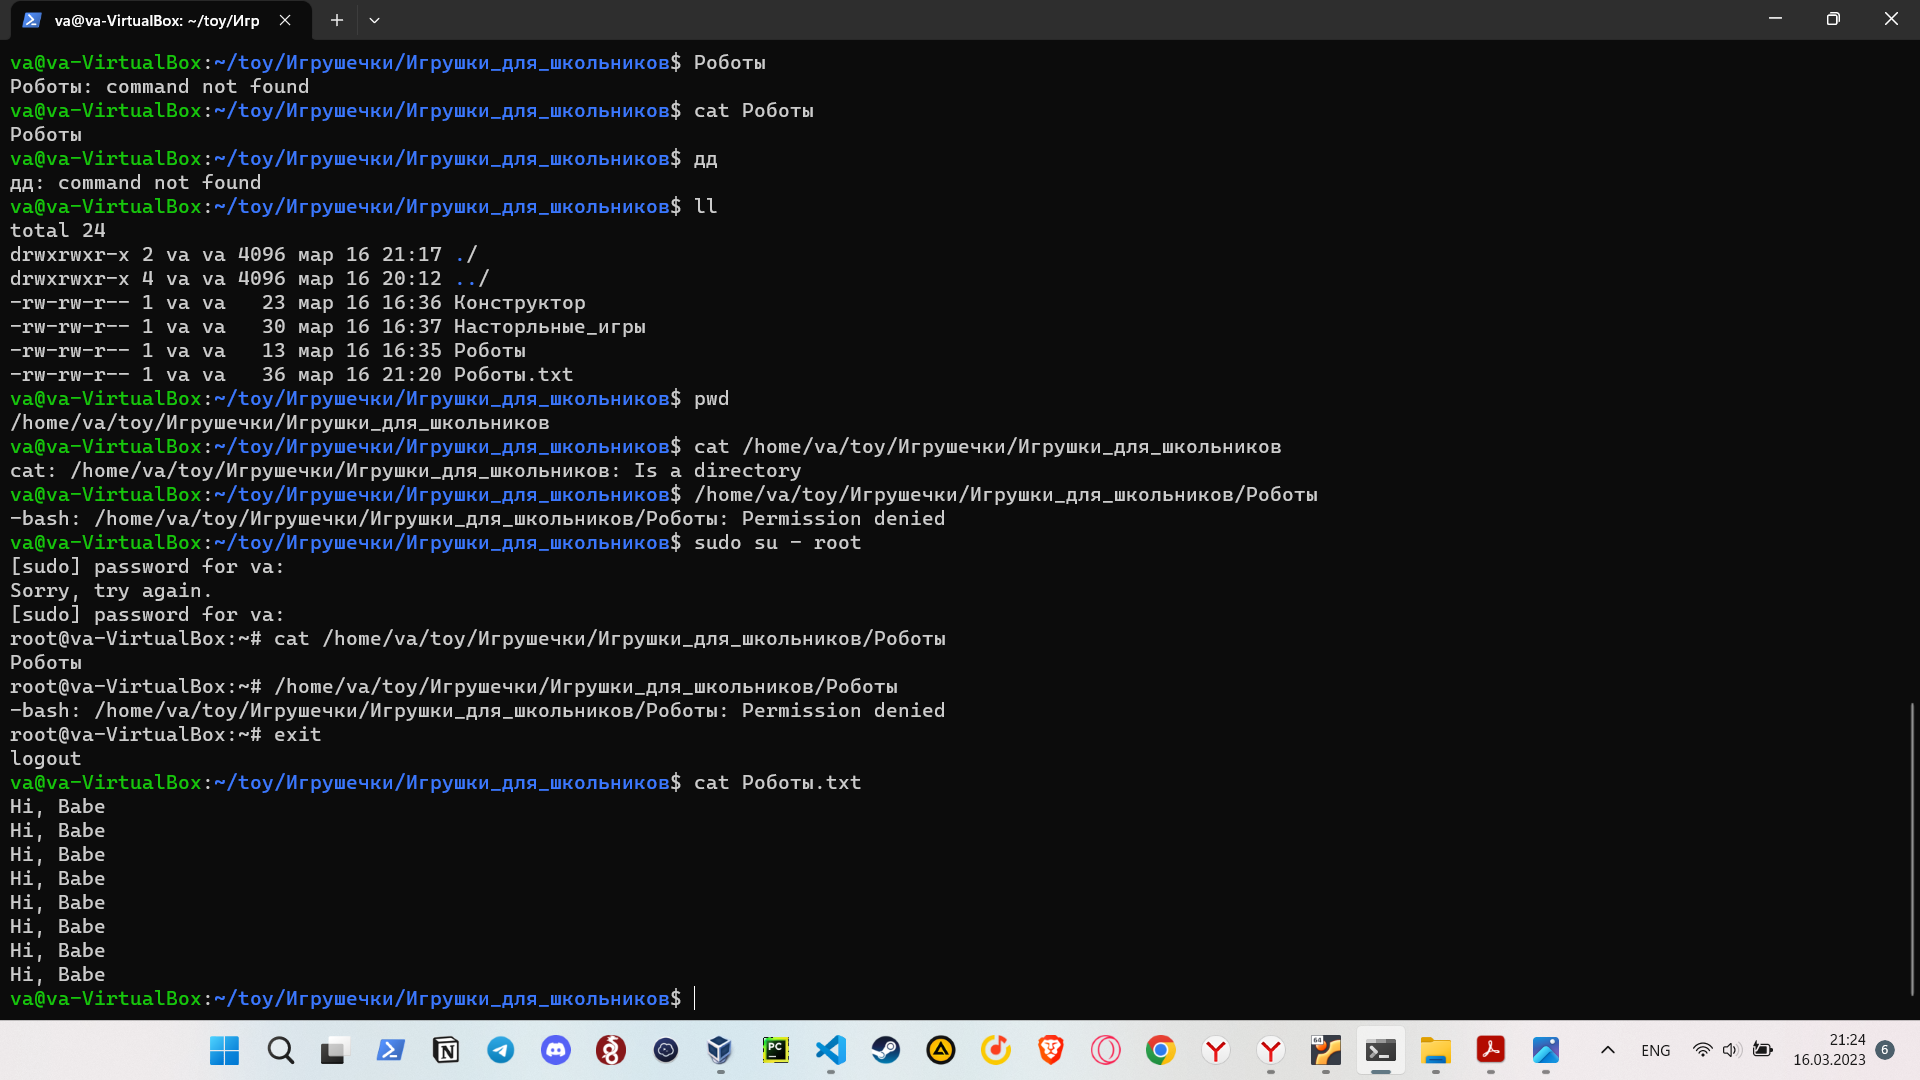 va@va-VirtualBox: ~/toy/Игр
va@va-VirtualBox:~/toy/Игрушечки/Игрушки_для_школьников$ Роботы
Роботы: command not found
va@va-VirtualBox:~/toy/Игрушечки/Игрушки_для_школьников$ cat Роботы
Роботы
va@va-VirtualBox:~/toy/Игрушечки/Игрушки_для_школьников$ дд
дд: command not found
va@va-VirtualBox:~/toy/Игрушечки/Игрушки_для_школьников$ ll
total 24
drwxrwxr-x 2 va va 4096 мар 16 21:17 ./
drwxrwxr-x 4 va va 4096 мар 16 20:12 ../
-rw-rw-r-- 1 va va   23 мар 16 16:36 Конструктор
-rw-rw-r-- 1 va va   30 мар 16 16:37 Насторльные_игры
-rw-rw-r-- 1 va va   13 мар 16 16:35 Роботы
-rw-rw-r-- 1 va va   36 мар 16 21:20 Роботы.txt
va@va-VirtualBox:~/toy/Игрушечки/Игрушки_для_школьников$ pwd
/home/va/toy/Игрушечки/Игрушки_для_школьников
va@va-VirtualBox:~/toy/Игрушечки/Игрушки_для_школьников$ cat /home/va/toy/Игрушечки/Игрушки_для_школьников
cat: /home/va/toy/Игрушечки/Игрушки_для_школьников: Is a directory
va@va-VirtualBox:~/toy/Игрушечки/Игрушки_для_школьников$ /home/va/toy/Игрушечки/Игрушки_для_школьников/Роботы
-bash: /home/va/toy/Игрушечки/Игрушки_для_школьников/Роботы: Permission denied
va@va-VirtualBox:~/toy/Игрушечки/Игрушки_для_школьников$ sudo su - root
[sudo] password for va:
Sorry, try again.
[sudo] password for va:
root@va-VirtualBox:~# cat /home/va/toy/Игрушечки/Игрушки_для_школьников/Роботы
Роботы
root@va-VirtualBox:~# /home/va/toy/Игрушечки/Игрушки_для_школьников/Роботы
-bash: /home/va/toy/Игрушечки/Игрушки_для_школьников/Роботы: Permission denied
root@va-VirtualBox:~# exit
logout
va@va-VirtualBox:~/toy/Игрушечки/Игрушки_для_школьников$ cat Роботы.txt
Hi, Babe
Hi, Babe
Hi, Babe
Hi, Babe
Hi, Babe
Hi, Babe
Hi, Babe
Hi, Babe
va@va-VirtualBox:~/toy/Игрушечки/Игрушки_для_школьников$
PC
64
ENG
21:24
16.03.2023
6